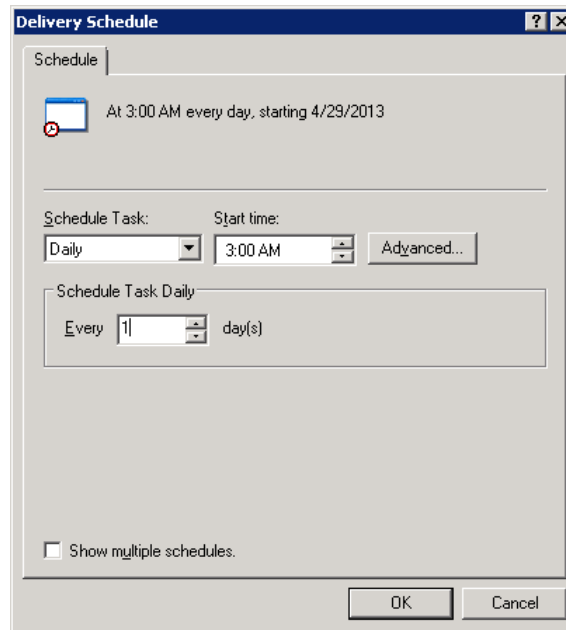 Delivery Schedule
Schedule
At 3:00 AM every day, starting 4/29/2013
Schedule Task: Start time:
Daily 3:00 AM Advanced...
Schedule Task Daily
Every 1 day(s)
Show multiple schedules.
OK Cancel